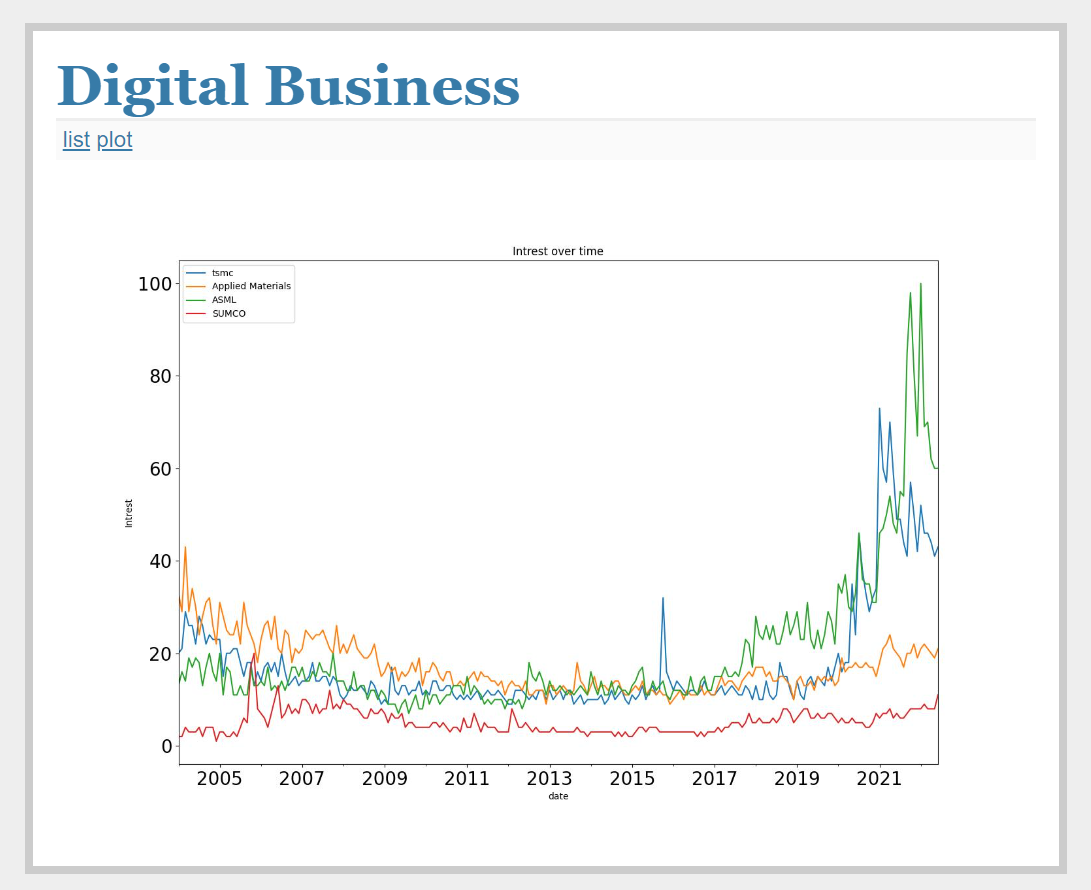 Digital Business
list plot
Intrest over time
tsmc
Applied Materials
ASML
SUMCO
100
80
60
40
20
0
Intrest
2005 2007 2009 2011 2013 2015 2017 2019 2021
date